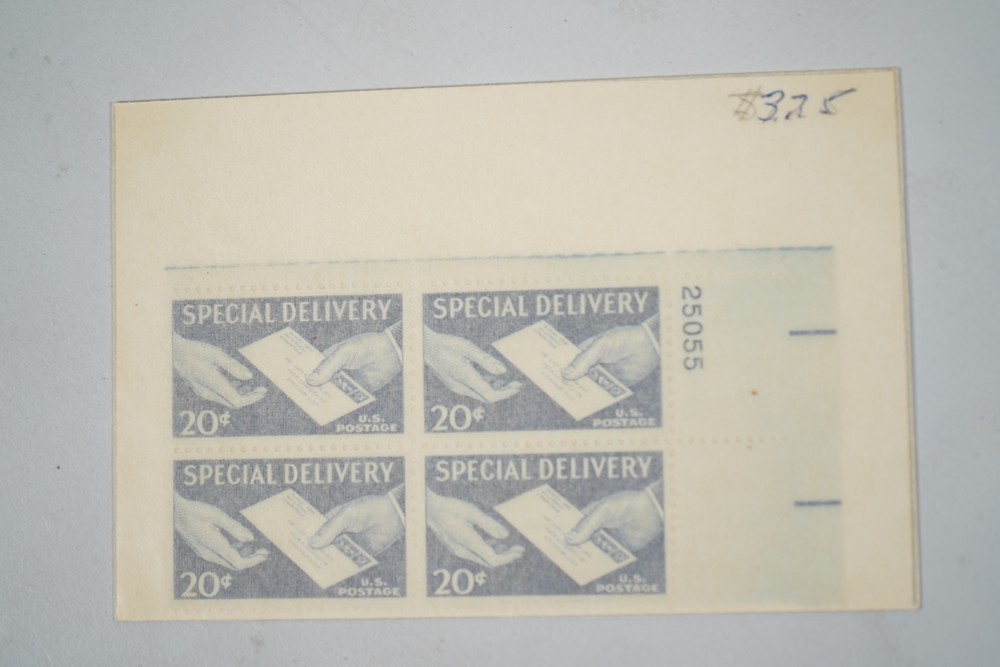 $3.25
25055
SPECIAL DELIVERY
20¢
U.S.
POSTAGE
SPECIAL DELIVERY
20¢
U.S.
POSTAGE
SPECIAL DELIVERY
20¢
U.S.
POSTAGE
SPECIAL DELIVERY
20¢
U.S.
POSTAGE